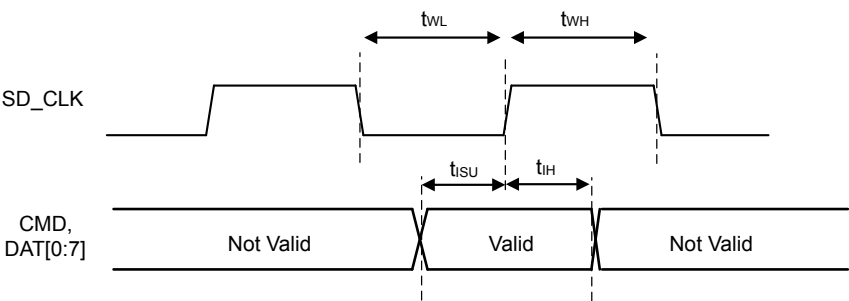 tWL
tWH
SD_CLK
tISU
tIH
CMD,
DAT[0:7]
Not Valid
Valid
Not Valid